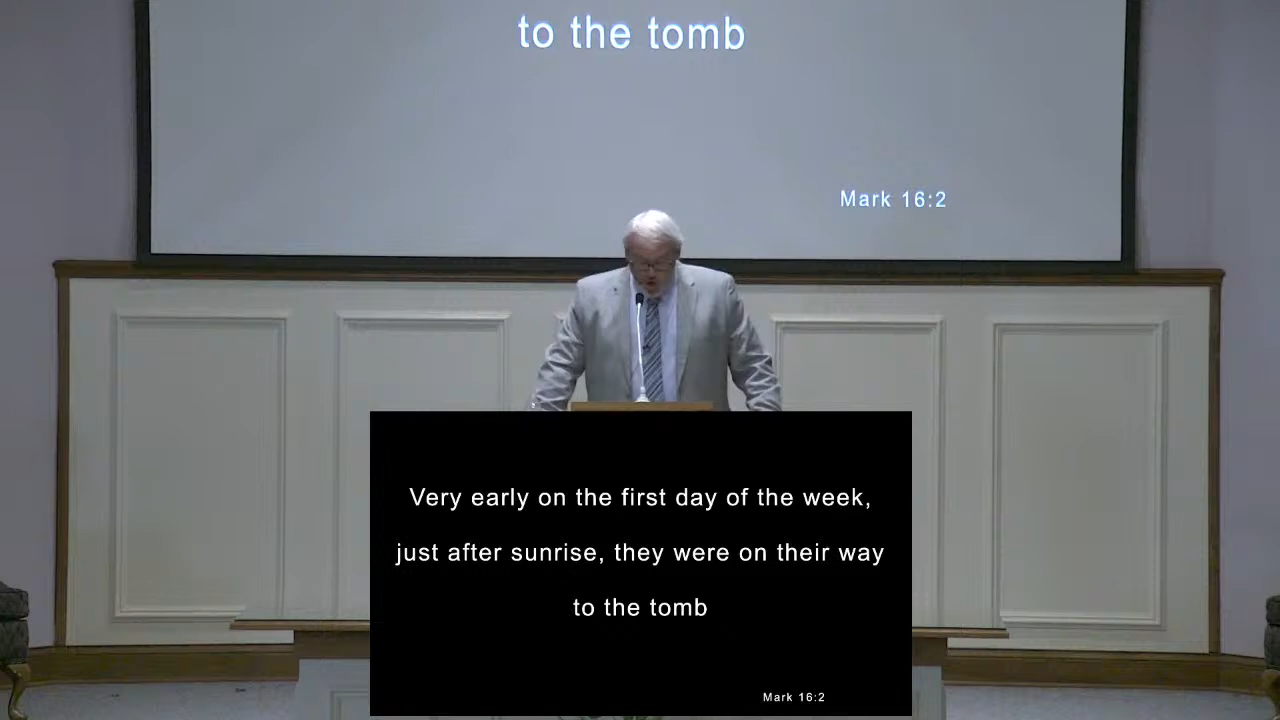 to the tomb
Mark 16:2
Very early on the first day of the week,
just after sunrise, they were on their way
to the tomb
Mark 16:2